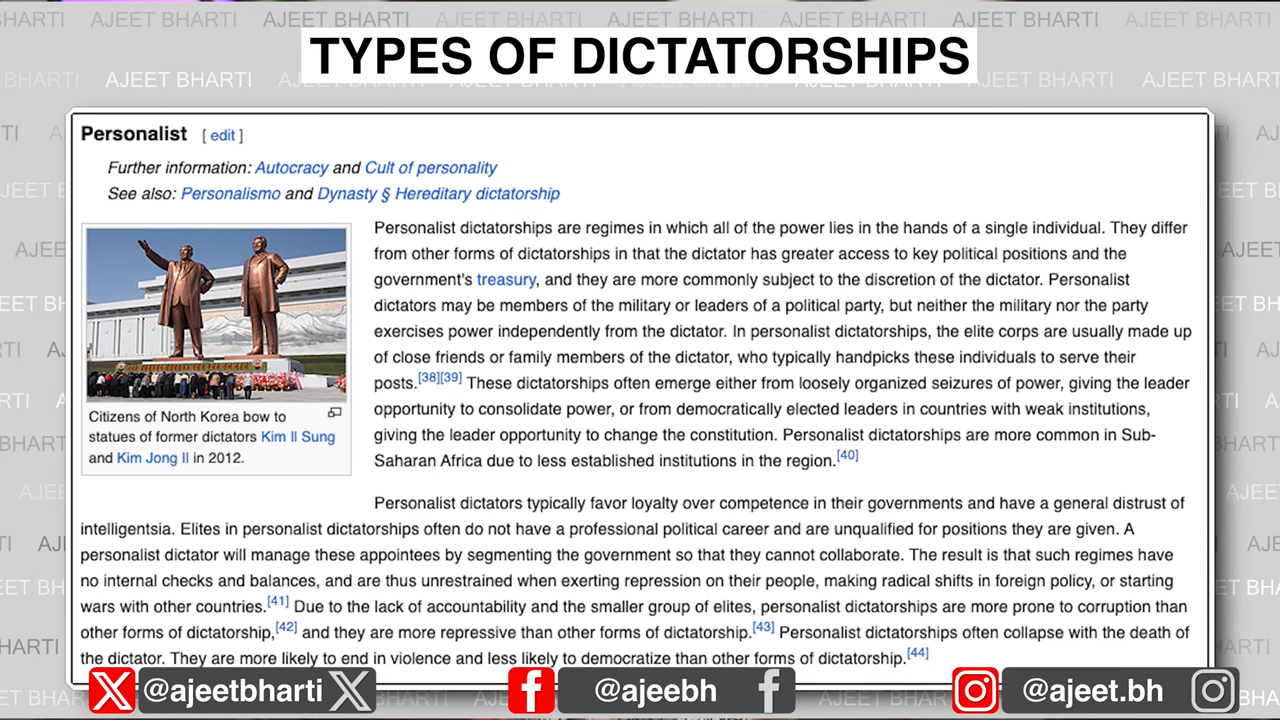 AJEET BHARTI AJEET BHARTI AJEET BHARTI AJEET BHARTI AJEET BHARTI AJEET BHARTI AJEET BHARTI
TYPES OF DICTATORSHIPS
Personalist [ edit ]
Further information: Autocracy and Cult of personality
See also: Personalismo and Dynasty § Hereditary dictatorship
Citizens of North Korea bow to
statues of former dictators Kim Il Sung
and Kim Jong Il in 2012.
Personalist dictatorships are regimes in which all of the power lies in the hands of a single individual. They differ
from other forms of dictatorships in that the dictator has greater access to key political positions and the
government's treasury, and they are more commonly subject to the discretion of the dictator. Personalist
dictators may be members of the military or leaders of a political party, but neither the military nor the party
exercises power independently from the dictator. In personalist dictatorships, the elite corps are usually made up
of close friends or family members of the dictator, who typically handpicks these individuals to serve their
posts.[38][39] These dictatorships often emerge either from loosely organized seizures of power, giving the leader
opportunity to consolidate power, or from democratically elected leaders in countries with weak institutions,
giving the leader opportunity to change the constitution. Personalist dictatorships are more common in Sub-
Saharan Africa due to less established institutions in the region.[40]
Personalist dictators typically favor loyalty over competence in their governments and have a general distrust of
intelligentsia. Elites in personalist dictatorships often do not have a professional political career and are unqualified for positions they are given. A
personalist dictator will manage these appointees by segmenting the government so that they cannot collaborate. The result is that such regimes have
no internal checks and balances, and are thus unrestrained when exerting repression on their people, making radical shifts in foreign policy, or starting
wars with other countries.[41] Due to the lack of accountability and the smaller group of elites, personalist dictatorships are more prone to corruption than
other forms of dictatorship,[42] and they are more repressive than other forms of dictatorship.[43] Personalist dictatorships often collapse with the death of
the dictator. They are more likely to end in violence and less likely to democratize than other forms of dictatorship.[44]
@ajeetbharti
@ajeebh
@ajeet.bh